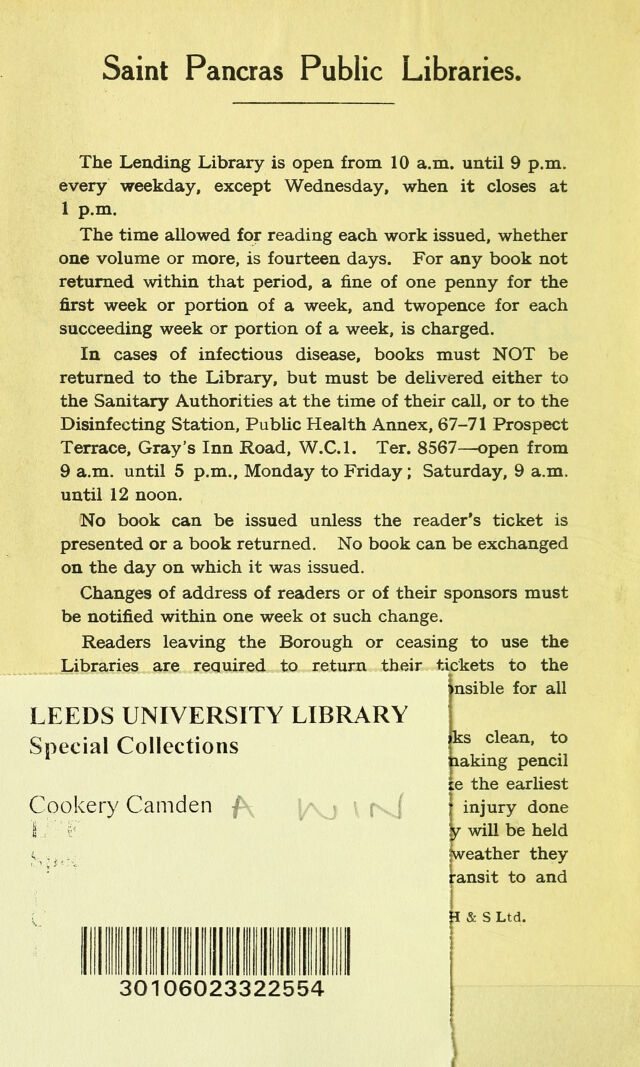 Saint Pancras Public Libraries.
The Lending Library is open from 10 a.m. until 9 p.m.
every weekday, except Wednesday, when it closes at
1 p.m.
The time allowed for reading each work issued, whether
one volume or more, is fourteen days. For any book not
returned within that period, a fine of one penny for the
first week or portion of a week, and twopence for each
succeeding week or portion of a week, is charged.
In cases of infectious disease, books must NOT be
returned to the Library, but must be delivered either to
the Sanitary Authorities at the time of their call, or to the
Disinfecting Station, Public Health Annex, 67–71 Prospect
Terrace, Gray's Inn Road, W.C.1. Ter. 8567—open from
9 a.m. until 5 p.m., Monday to Friday; Saturday, 9 a.m.
until 12 noon.
No book can be issued unless the reader's ticket is
presented or a book returned. No book can be exchanged
on the day on which it was issued.
Changes of address of readers or of their sponsors must
be notified within one week of such change.
Readers leaving the Borough or ceasing to use the
Libraries are required to return their tickets to the
nsible for all
ks clean, to
aking pencil
e the earliest
injury done
y will be held
weather they
ransit to and
H & S Ltd.
LEEDS UNIVERSITY LIBRARY
Special Collections
Cookery Camden A WIN
30106023322554